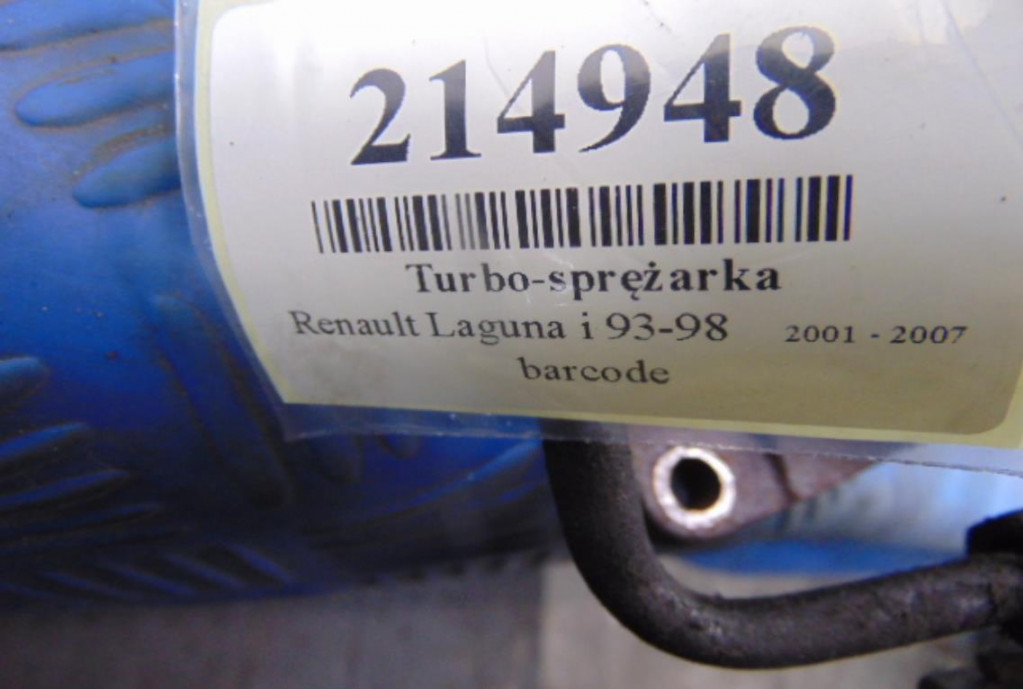 214948
Turbo-sprężarka
Renault Laguna i 93-98 2001 - 2007
barcode